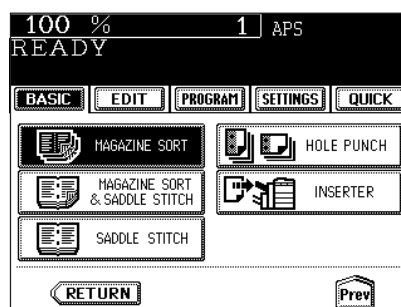 100 % 1 APS
READY
BASIC EDIT PROGRAM SETTINGS QUICK
MAGAZINE SORT
HOLE PUNCH
MAGAZINE SORT
& SADDLE STITCH
INSERTER
SADDLE STITCH
RETURN
Prev